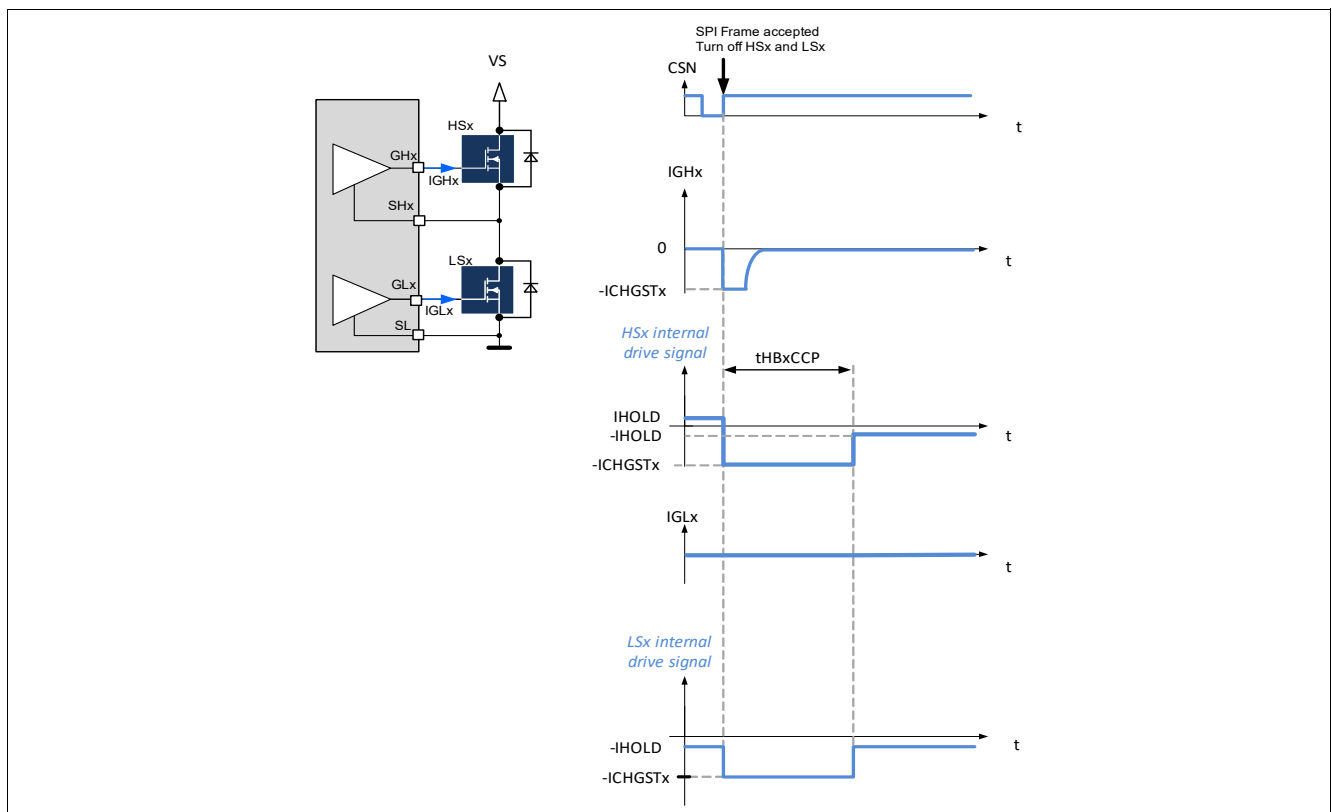 VS
HSx
GHx
IGHx
SHx
LSx
GLx
IGLx
SL
SPI Frame accepted
Turn off HSx and LSx
CSN
t
IGHx
0
t
-ICHGSTx
HSx internal
drive signal
tHBxCCP
IHOLD
-IHOLD
t
-ICHGSTx
IGLx
t
LSx internal
drive signal
-IHOLD
t
-ICHGSTx